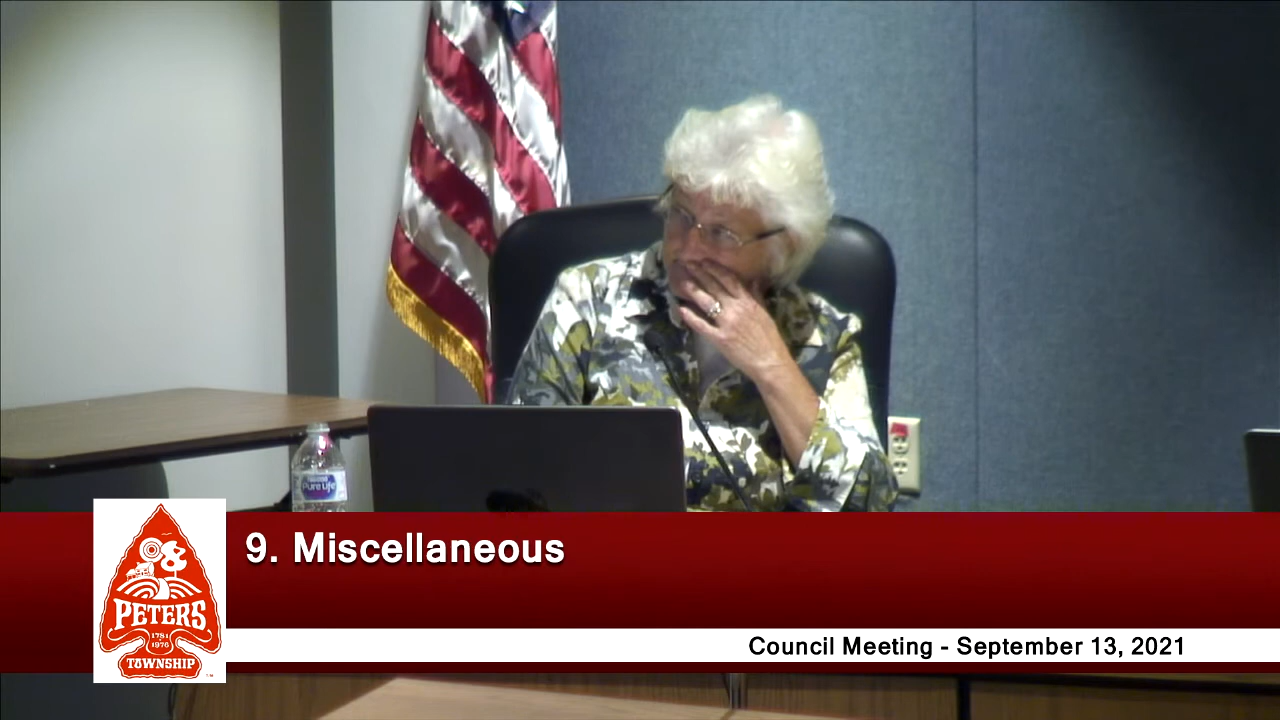 Pure Life
9. Miscellaneous
PETERS
1781
1976
TOWNSHIP
Council Meeting - September 13, 2021